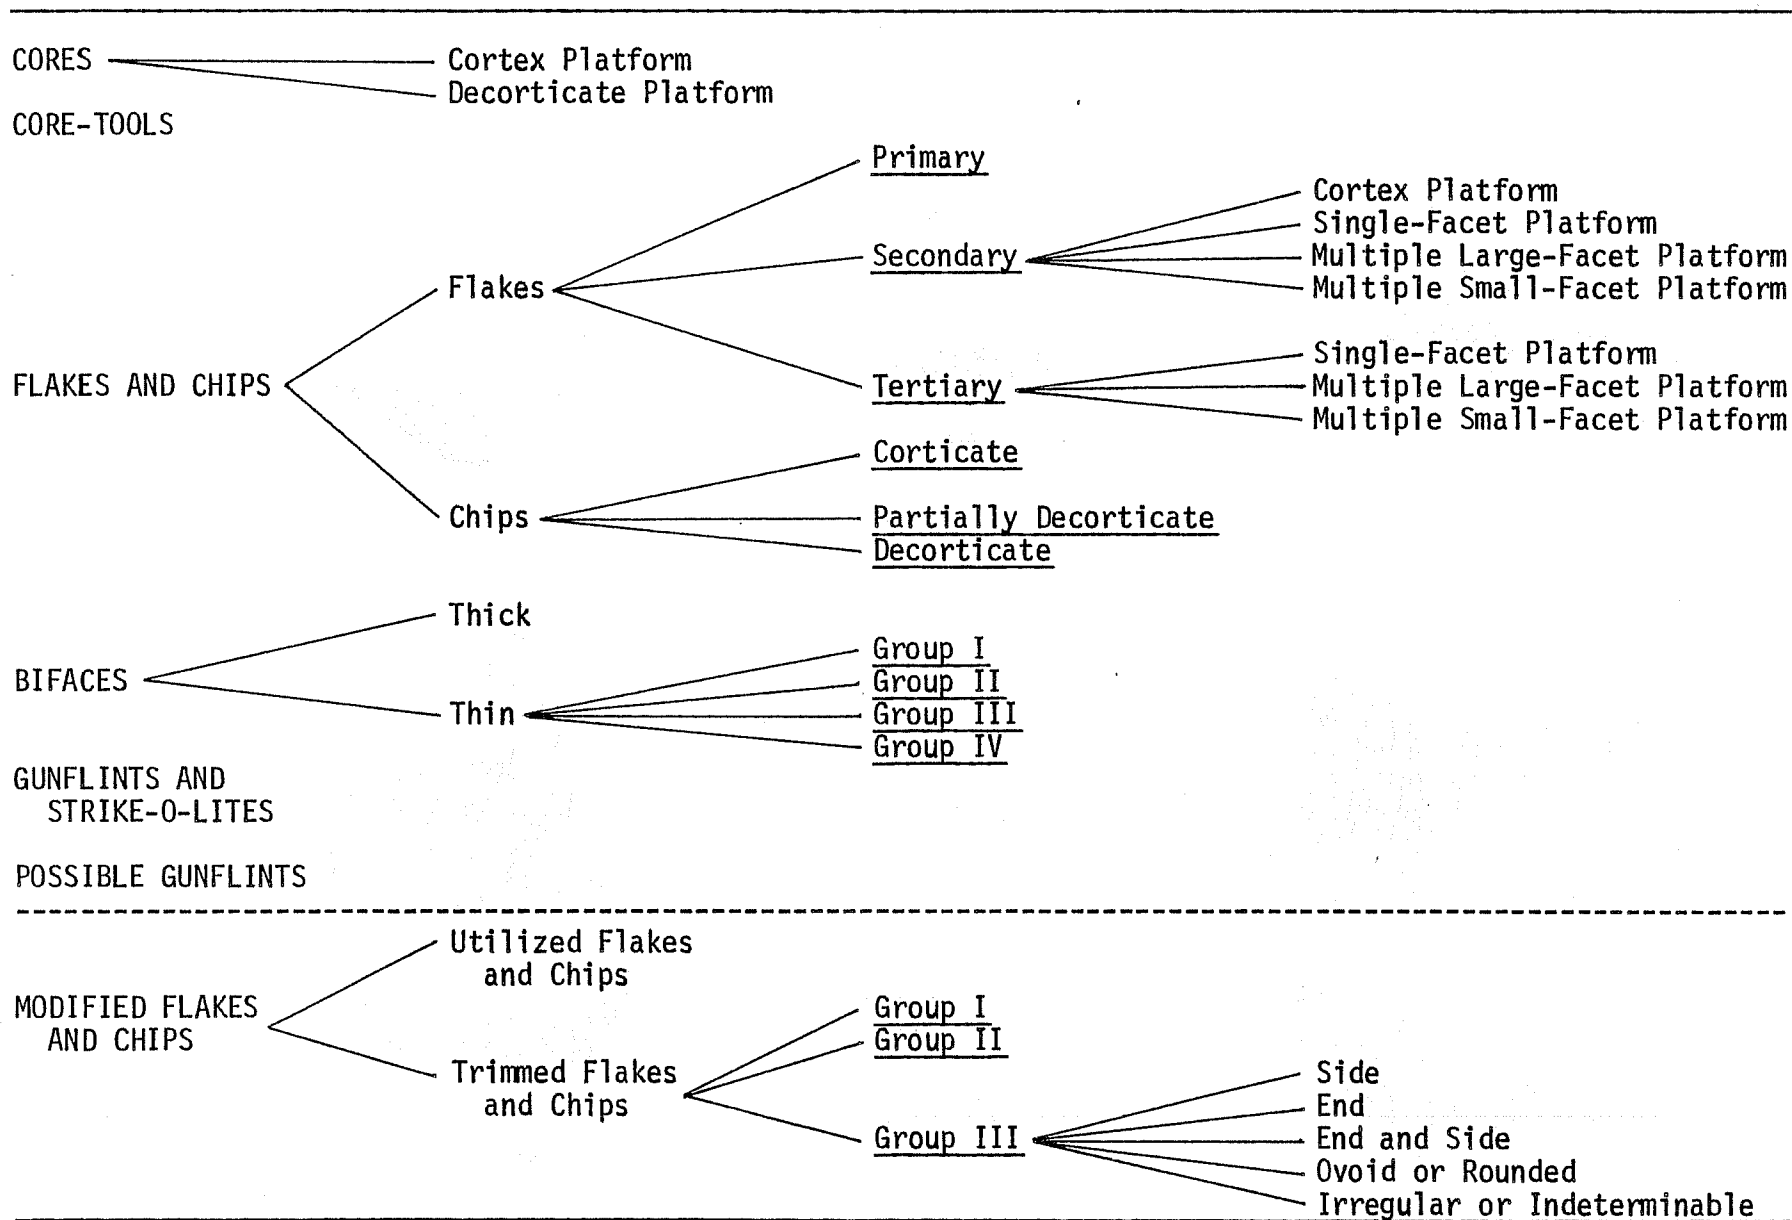 CORES
Cortex Platform
Decorticate Platform
CORE-TOOLS
Primary
Cortex Platform
Single-Facet Platform
Secondary
Multiple Large-Facet Platform
Flakes
Multiple Small-Facet Platform
Single-Facet Platform
FLAKES AND CHIPS
Tertiary
Multiple Large-Facet Platform
Multiple Small-Facet Platform
Corticate
Chips
Partially Decorticate
Decorticate
Thick
BIFACES
Group I
Group II
Thin
Group III
Group IV
GUNFLINTS AND
STRIKE-O-LITES
POSSIBLE GUNFLINTS
Utilized Flakes
and Chips
MODIFIED FLAKES
AND CHIPS
Group I
Group II
Trimmed Flakes
and Chips
Side
End
Group III
End and Side
Ovoid or Rounded
Irregular or Indeterminable